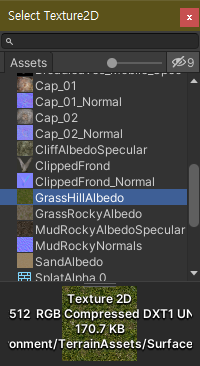 Select Texture2D
x
Assets
9
Cap_01
Cap_01_Normal
Cap_02
Cap_02_Normal
CliffAlbedoSpecular
ClippedFrond
ClippedFrond_Normal
GrassHillAlbedo
GrassRockyAlbedo
MudRockyAlbedoSpecular
MudRockyNormals
SandAlbedo
SplatAlpha 0
Texture 2D
512 RGB Compressed DXT1 UN
170.7 KB
onment/TerrainAssets/Surface